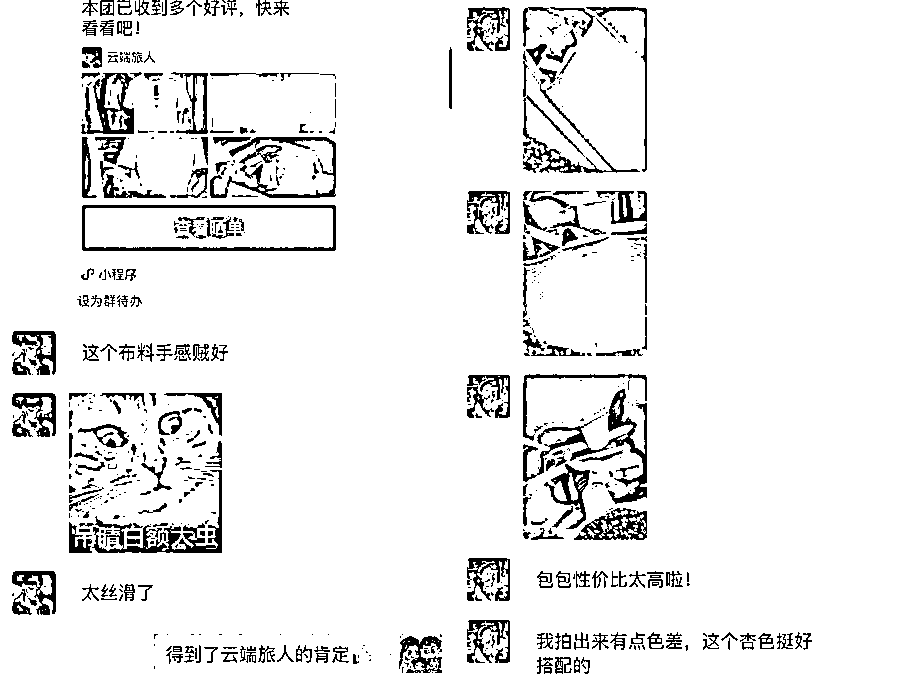 本团已收到多个好评，快来
看看吧！
云端旅人
查看晒单
小程序
设为群待办
这个布料手感贼好
吊睛白额大虫
太丝滑了
得到了云端旅人的肯定
包包性价比太高啦！
我拍出来有点色差，这个杏色挺好
搭配的